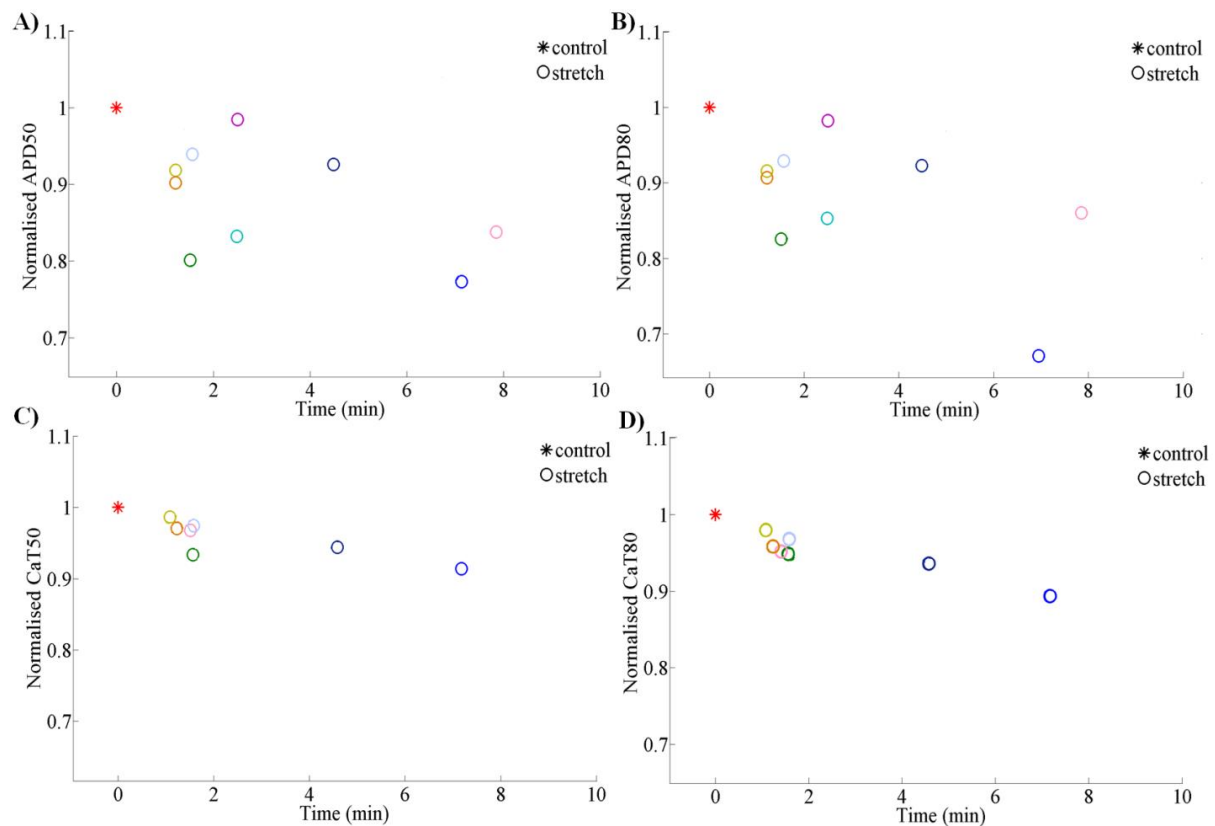 A)
1.1
1
0.9
0.8
0.7
Normalised APD50
control
stretch
0 2 4 6 8 10
Time (min)
B)
1.1
1
0.9
0.8
0.7
Normalised APD80
control
stretch
0 2 4 6 8 10
Time (min)
C)
1.1
1
0.9
0.8
0.7
Normalised CaT50
control
stretch
0 2 4 6 8 10
Time (min)
D)
1.1
1
0.9
0.8
0.7
Normalised CaT80
control
stretch
0 2 4 6 8 10
Time (min)